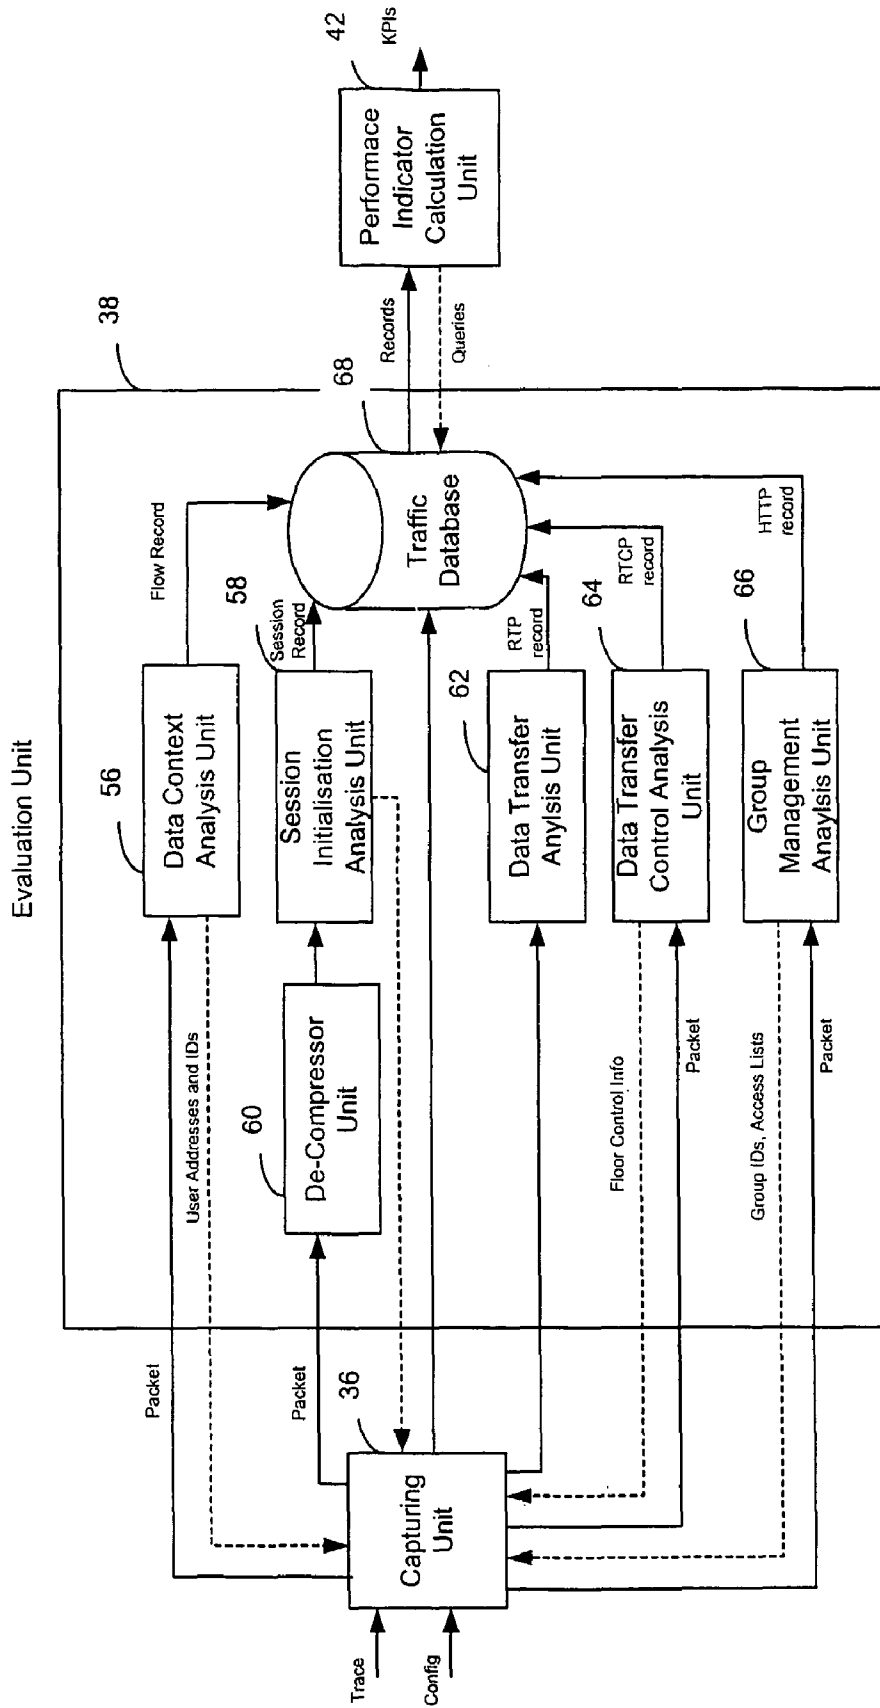 Evaluation Unit
38
Packet
User Addresses and IDs
56
Data Context
Analysis Unit
Flow Record
Packet
60
De-Compressor
Unit
58
Session
Initialisation
Analysis Unit
Session
Record
68
Traffic
Database
Records
Queries
42
Performace
Indicator
Calculation
Unit
KPIs
Trace
Config
36
Capturing
Unit
62
Data Transfer
Anylsis Unit
RTP
record
Floor Control Info
Packet
64
Data Transfer
Control Analysis
Unit
RTCP
record
Group IDs, Access Lists
Packet
66
Group
Management
Anaylsis Unit
HTTP
record